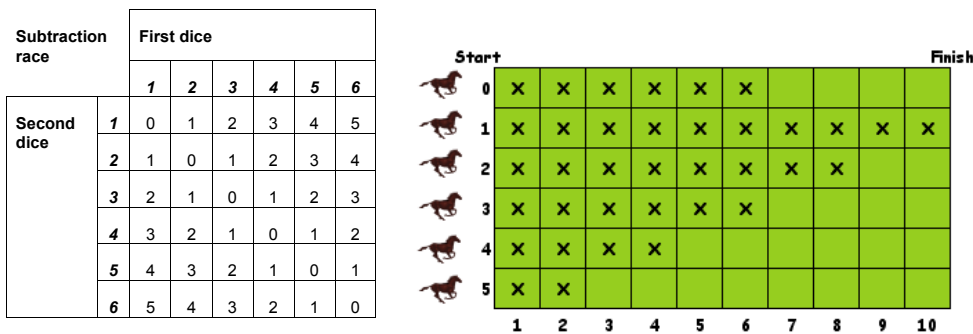 Subtraction race
First dice
1 2 3 4 5 6
Second dice
1 0 1 2 3 4 5
2 1 0 1 2 3 4
3 2 1 0 1 2 3
4 3 2 1 0 1 2
5 4 3 2 1 0 1
6 5 4 3 2 1 0
Start Finish
0 X X X X X X
1 X X X X X X X X X X
2 X X X X X X X X
3 X X X X X X
4 X X X X
5 X X
1 2 3 4 5 6 7 8 9 10